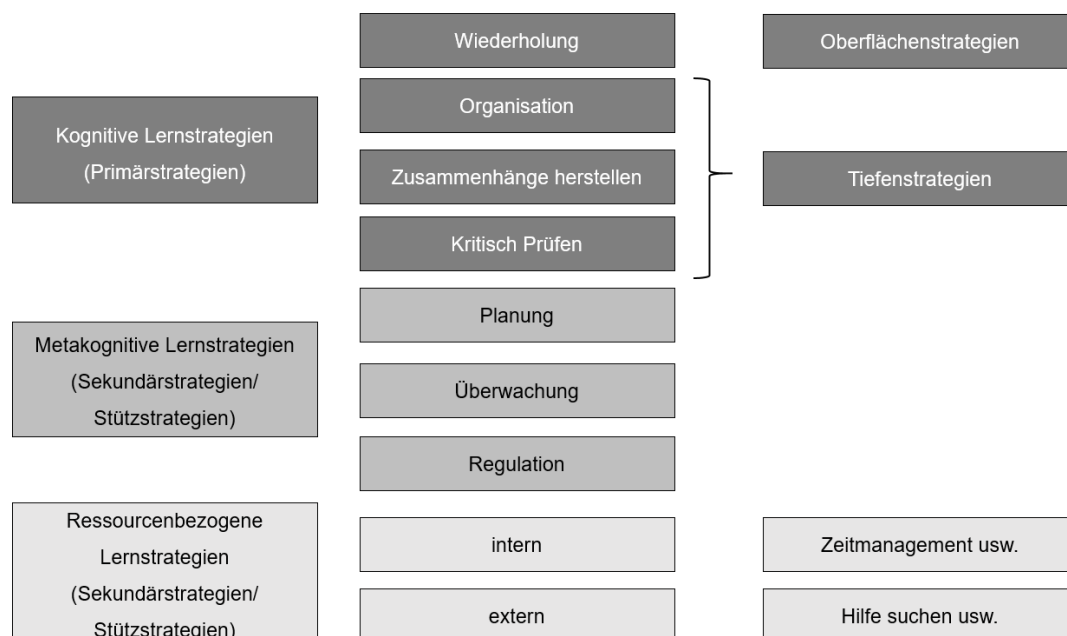 Wiederholung
Oberflächenstrategien
Organisation
Kognitive Lernstrategien
(Primärstrategien)
Zusammenhänge herstellen
Tiefenstrategien
Kritisch Prüfen
Planung
Metakognitive Lernstrategien
(Sekundärstrategien/
Stützstrategien)
Überwachung
Regulation
Ressourcenbezogene
Lernstrategien
(Sekundärstrategien/
Stützstrategien)
intern
Zeitmanagement usw.
extern
Hilfe suchen usw.